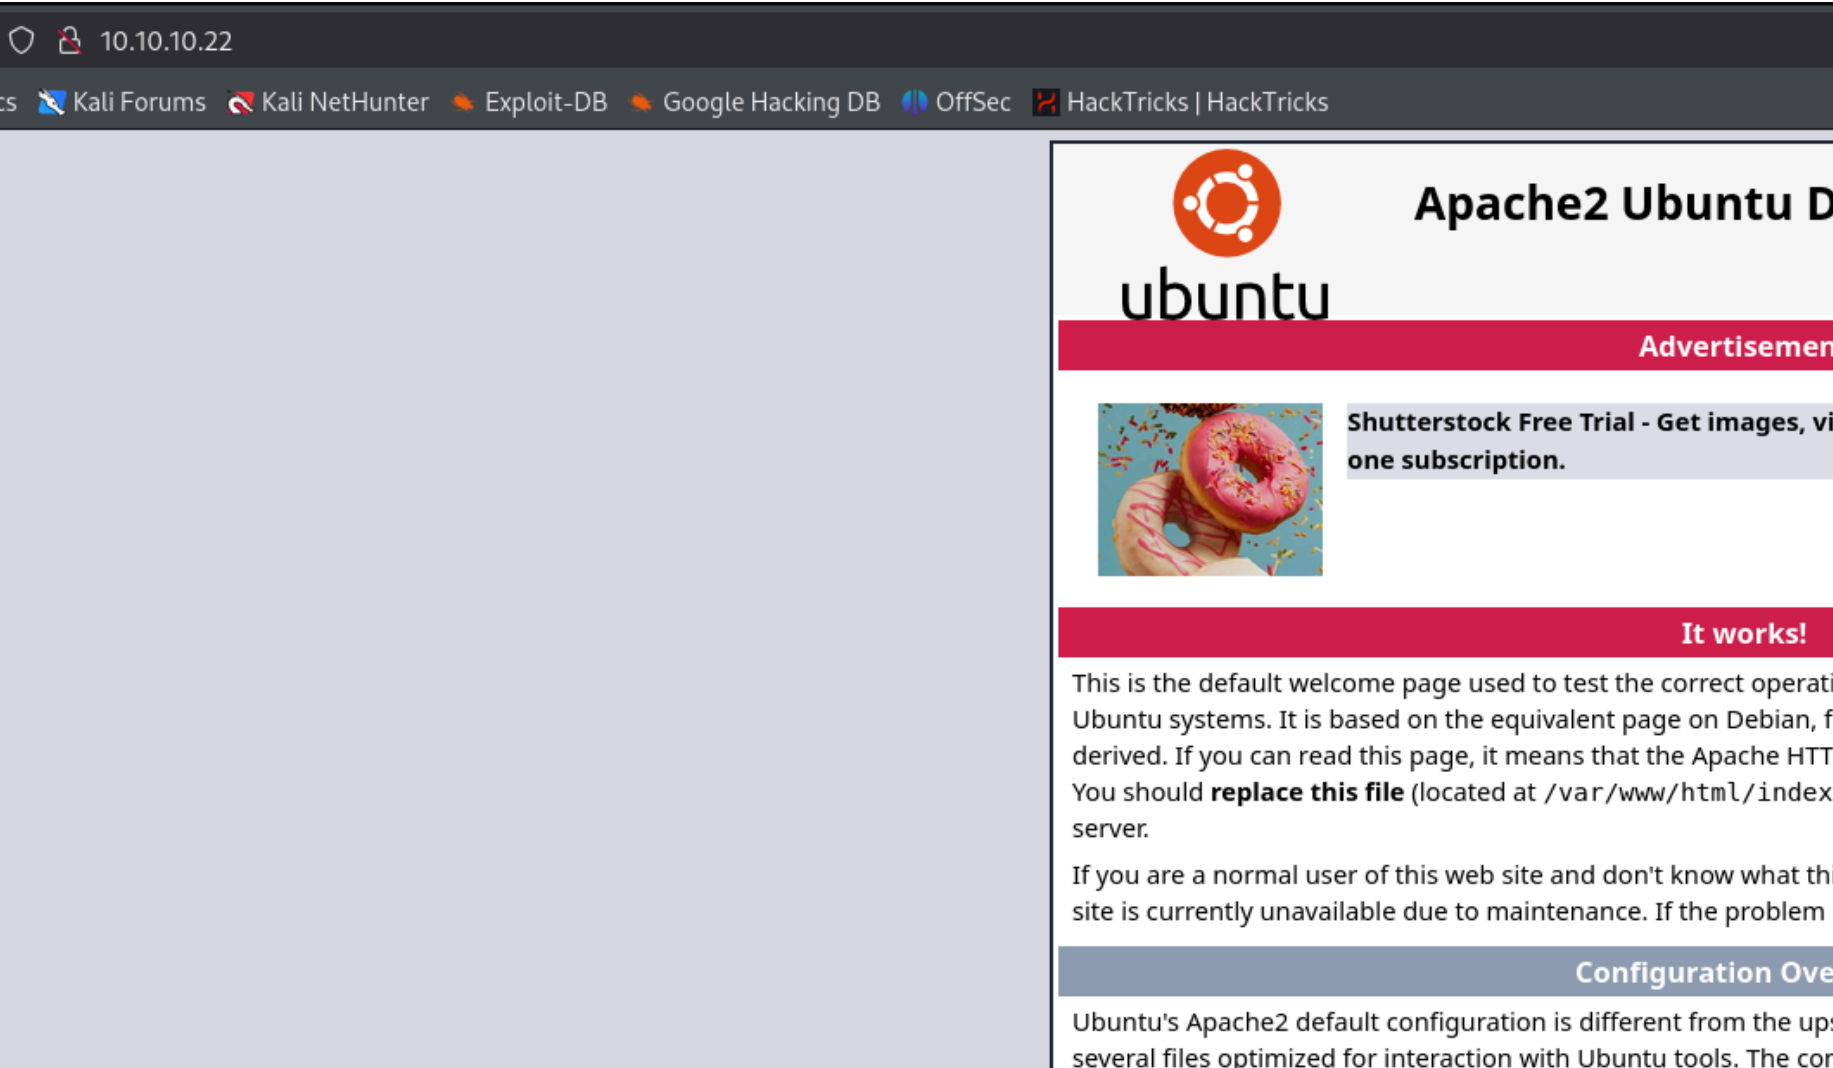 10.10.10.22
cs Kali Forums Kali NetHunter Exploit-DB Google Hacking DB OffSec HackTricks | HackTricks
ubuntu
Apache2 Ubuntu D
Advertisemen
Shutterstock Free Trial - Get images, vi
one subscription.
It works!
This is the default welcome page used to test the correct operati
Ubuntu systems. It is based on the equivalent page on Debian, f
derived. If you can read this page, it means that the Apache HTT
You should replace this file (located at /var/www/html/index
server.
If you are a normal user of this web site and don't know what thi
site is currently unavailable due to maintenance. If the problem
Configuration Ove
Ubuntu's Apache2 default configuration is different from the ups
several files optimized for interaction with Ubuntu tools. The con